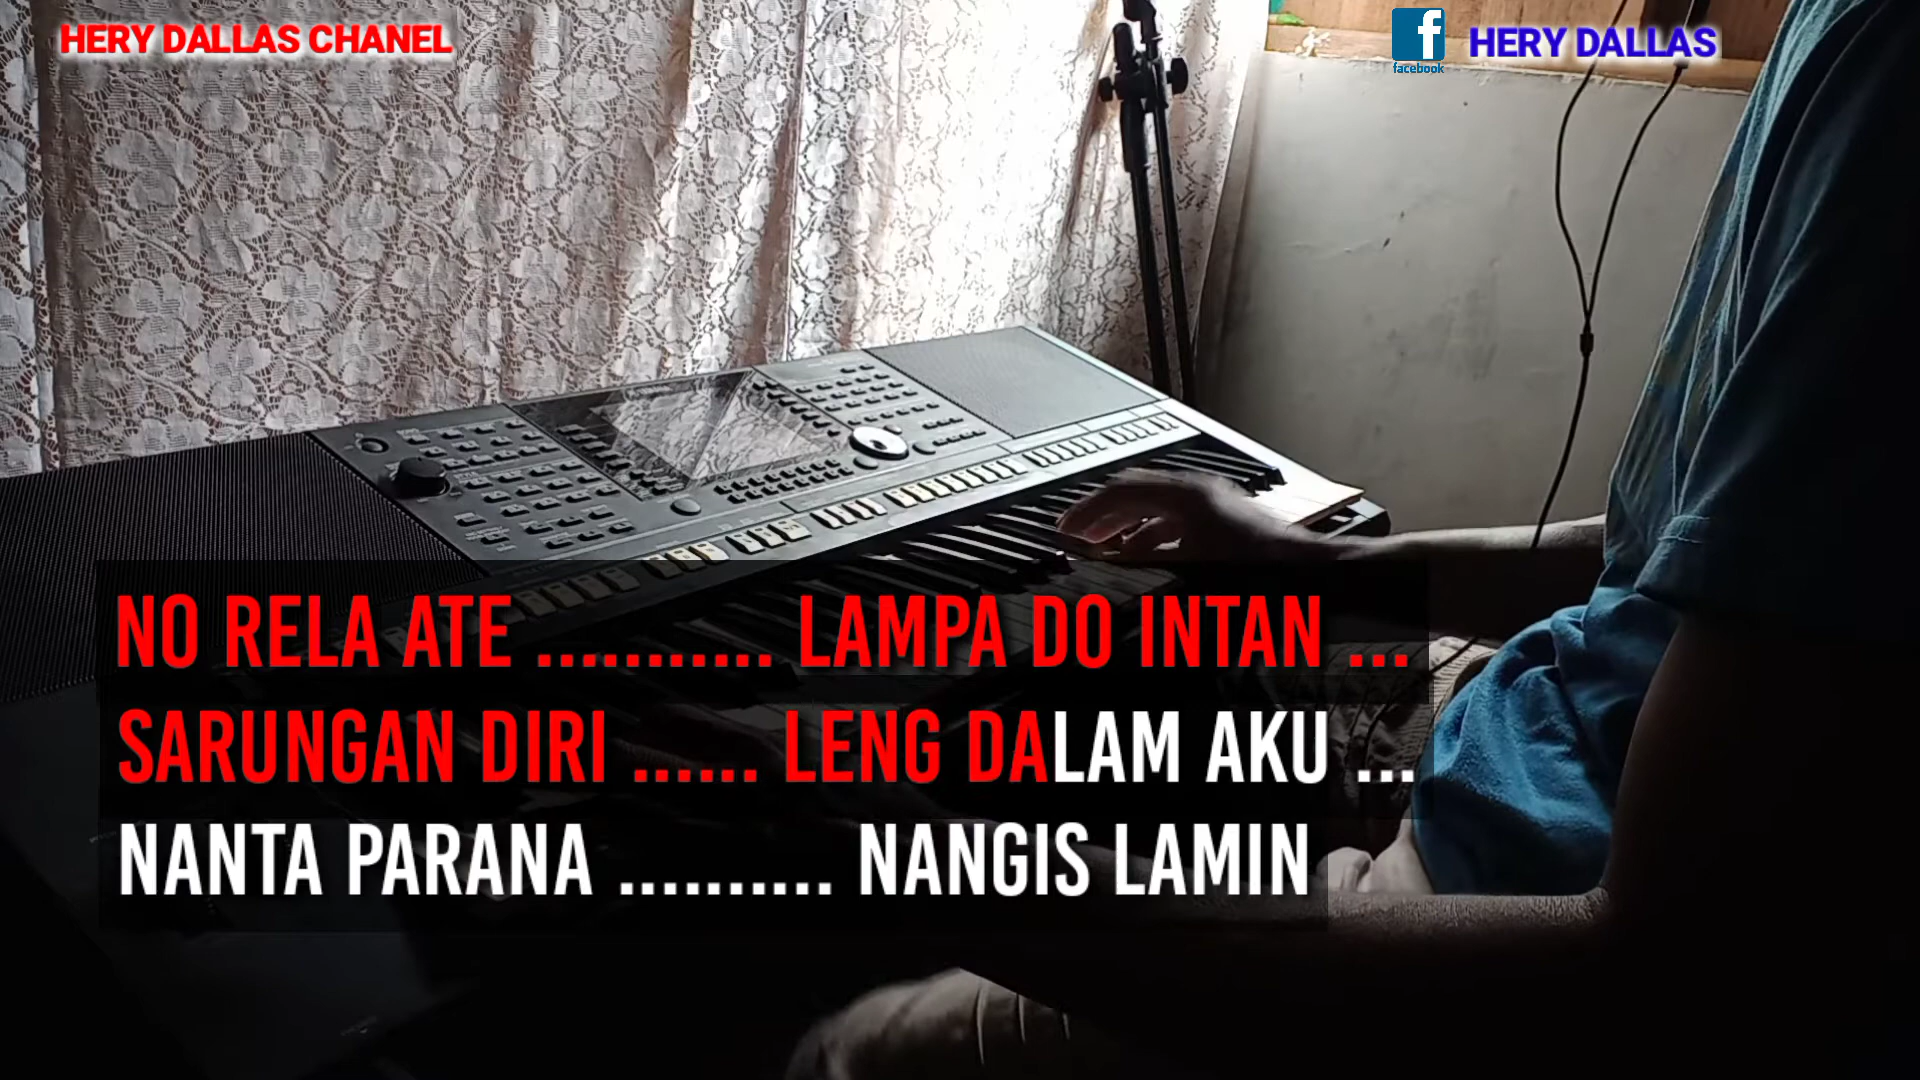 HERY DALLAS CHANEL
facebook
HERY DALLAS
NO RELA ATE ........... LAMPA DO INTAN ...
SARUNGAN DIRI ...... LENG DALAM AKU ...
NANTA PARANA .......... NANGIS LAMIN